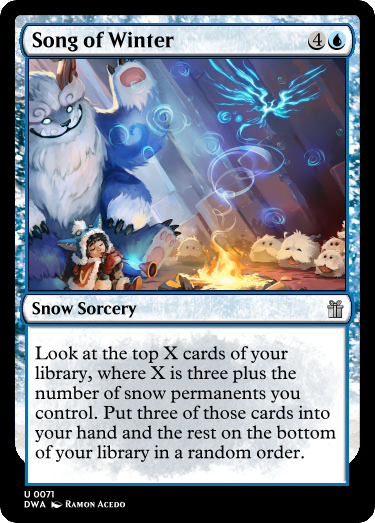 Song of Winter 4
Snow Sorcery
Look at the top X cards of your
library, where X is three plus the
number of snow permanents you
control. Put three of those cards into
your hand and the rest on the bottom
of your library in a random order.
U 0071
DWA Ramon Acedo